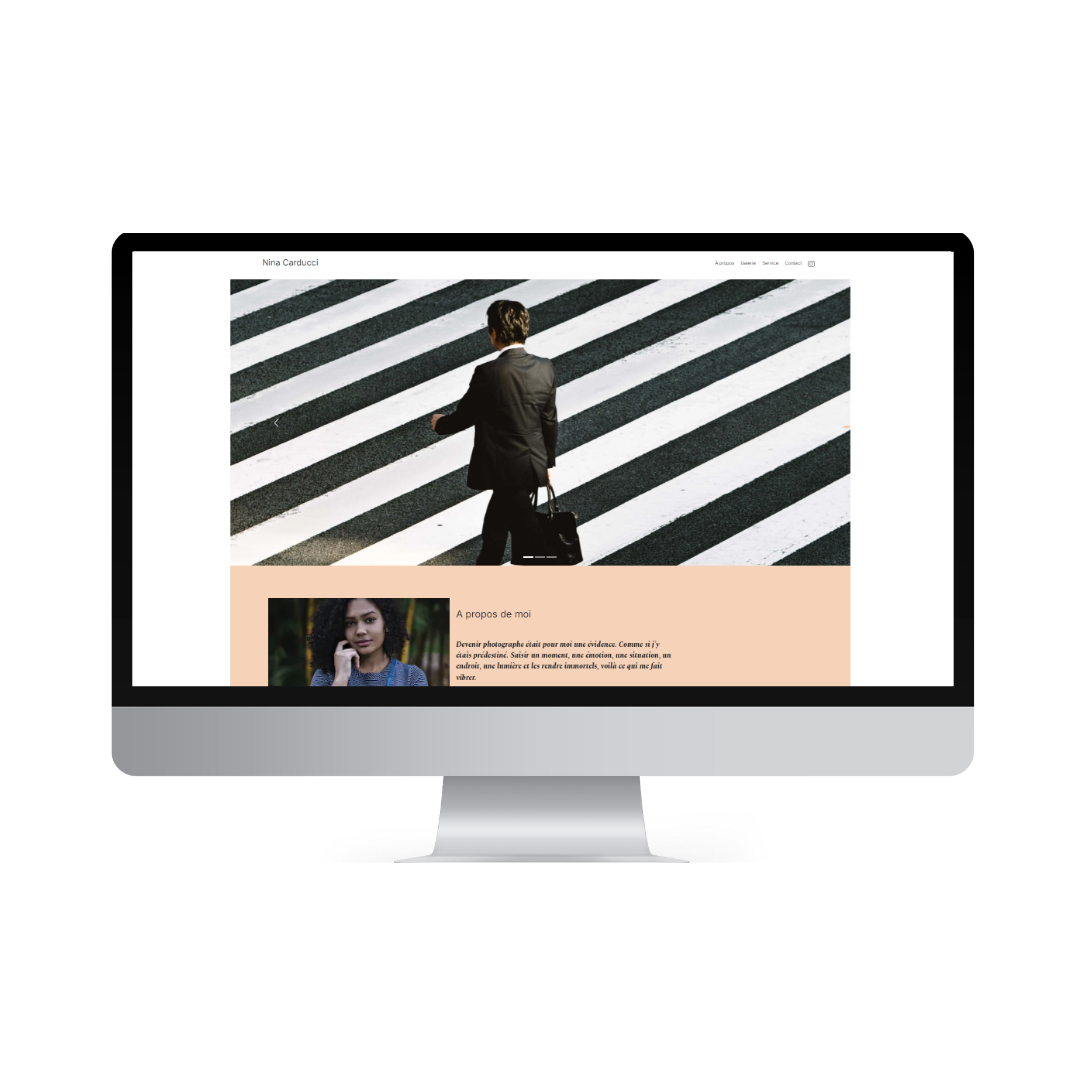 Nina Carducci
A propos Galerie Service Contact
A propos de moi
Devenir photographe était pour moi une évidence. Comme si j'y
étais prédestiné. Saisir un moment, une émotion, une situation, un
endroit, une lumière et les rendre immortels, voilà ce qui me fait
vibrer.